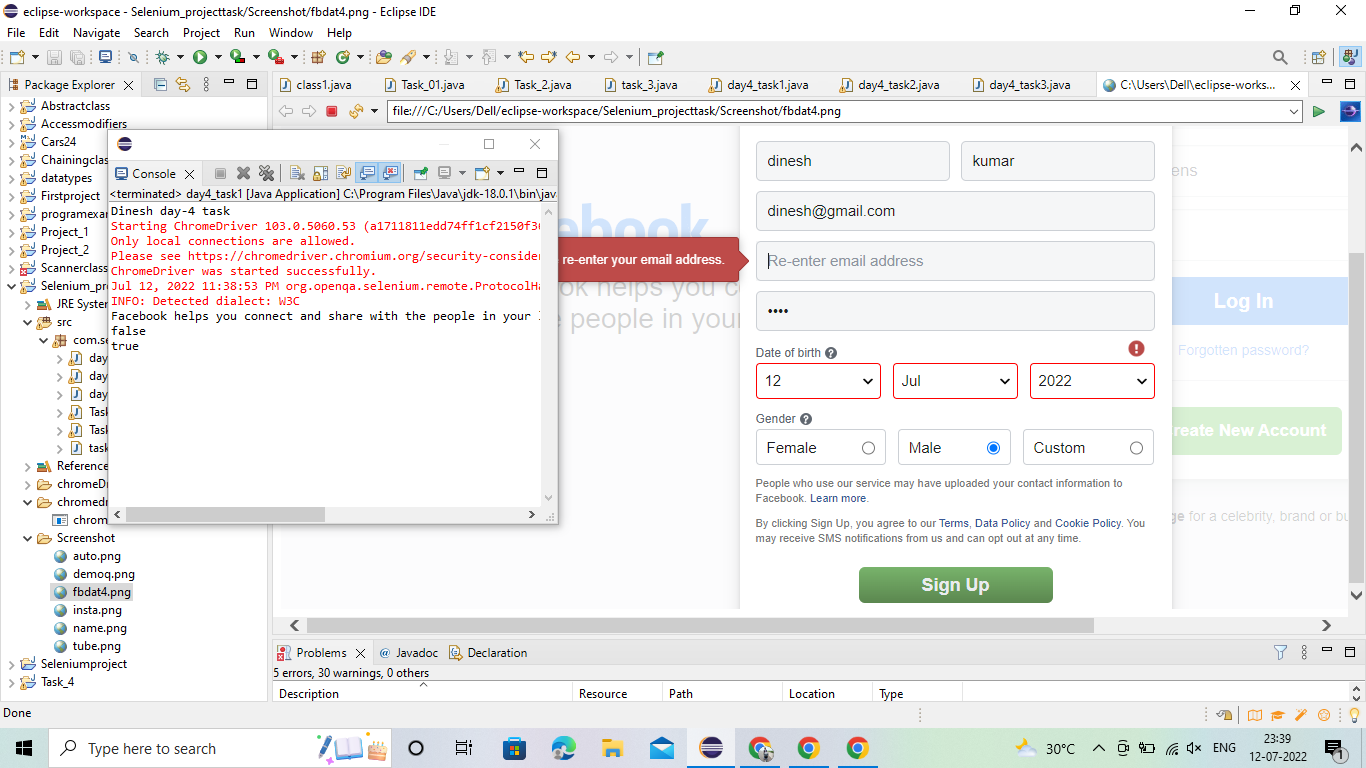 eclipse-workspace - Selenium_projecttask/Screenshot/fbdat4.png - Eclipse IDE
File Edit Navigate Search Project Run Window Help
Package Explorer
class1.java Task_01.java Task_2.java task_3.java day4_task1.java day4_task2.java day4_task3.java C:\Users\Dell\eclipse-works...
file:///C:/Users/Dell/eclipse-workspace/Selenium_projecttask/Screenshot/fbdat4.png
Abstractclass
Accessmodifiers
Cars24
Chainingclas
datatypes
Firstproject
programexar
Project_1
Project_2
Scannerclass
Selenium_pr
JRE Syster
src
com.se
day
day
day
Task
Task
task
Reference
chromeDr
chromedr
chrom
Screenshot
auto.png
demoq.png
fbdat4.png
insta.png
name.png
tube.png
Seleniumproject
Task_4
Console
<terminated> day4_task1 [Java Application] C:\Program Files\Java\jdk-18.0.1\bin\jav
Dinesh day-4 task
Starting ChromeDriver 103.0.5060.53 (a1711811edd74ff1cf2150f36
Only local connections are allowed.
Please see https://chromedriver.chromium.org/security-consider
ChromeDriver was started successfully.
Jul 12, 2022 11:38:53 PM org.openqa.selenium.remote.ProtocolHa
INFO: Detected dialect: W3C
Facebook helps you connect and share with the people in your l
false
true
ebook
ok helps you c
e people in your
re-enter your email address.
dinesh kumar
dinesh@gmail.com
Re-enter email address
••••
Date of birth
12 Jul 2022
Gender
Female Male Custom
People who use our service may have uploaded your contact information to
Facebook. Learn more.
By clicking Sign Up, you agree to our Terms, Data Policy and Cookie Policy. You
may receive SMS notifications from us and can opt out at any time.
Sign Up
ens
Log In
Forgotten password?
reate New Account
ge for a celebrity, brand or bu
Problems Javadoc Declaration
5 errors, 30 warnings, 0 others
Description Resource Path Location Type
Done
Type here to search
30°C ENG
23:39
12-07-2022
1